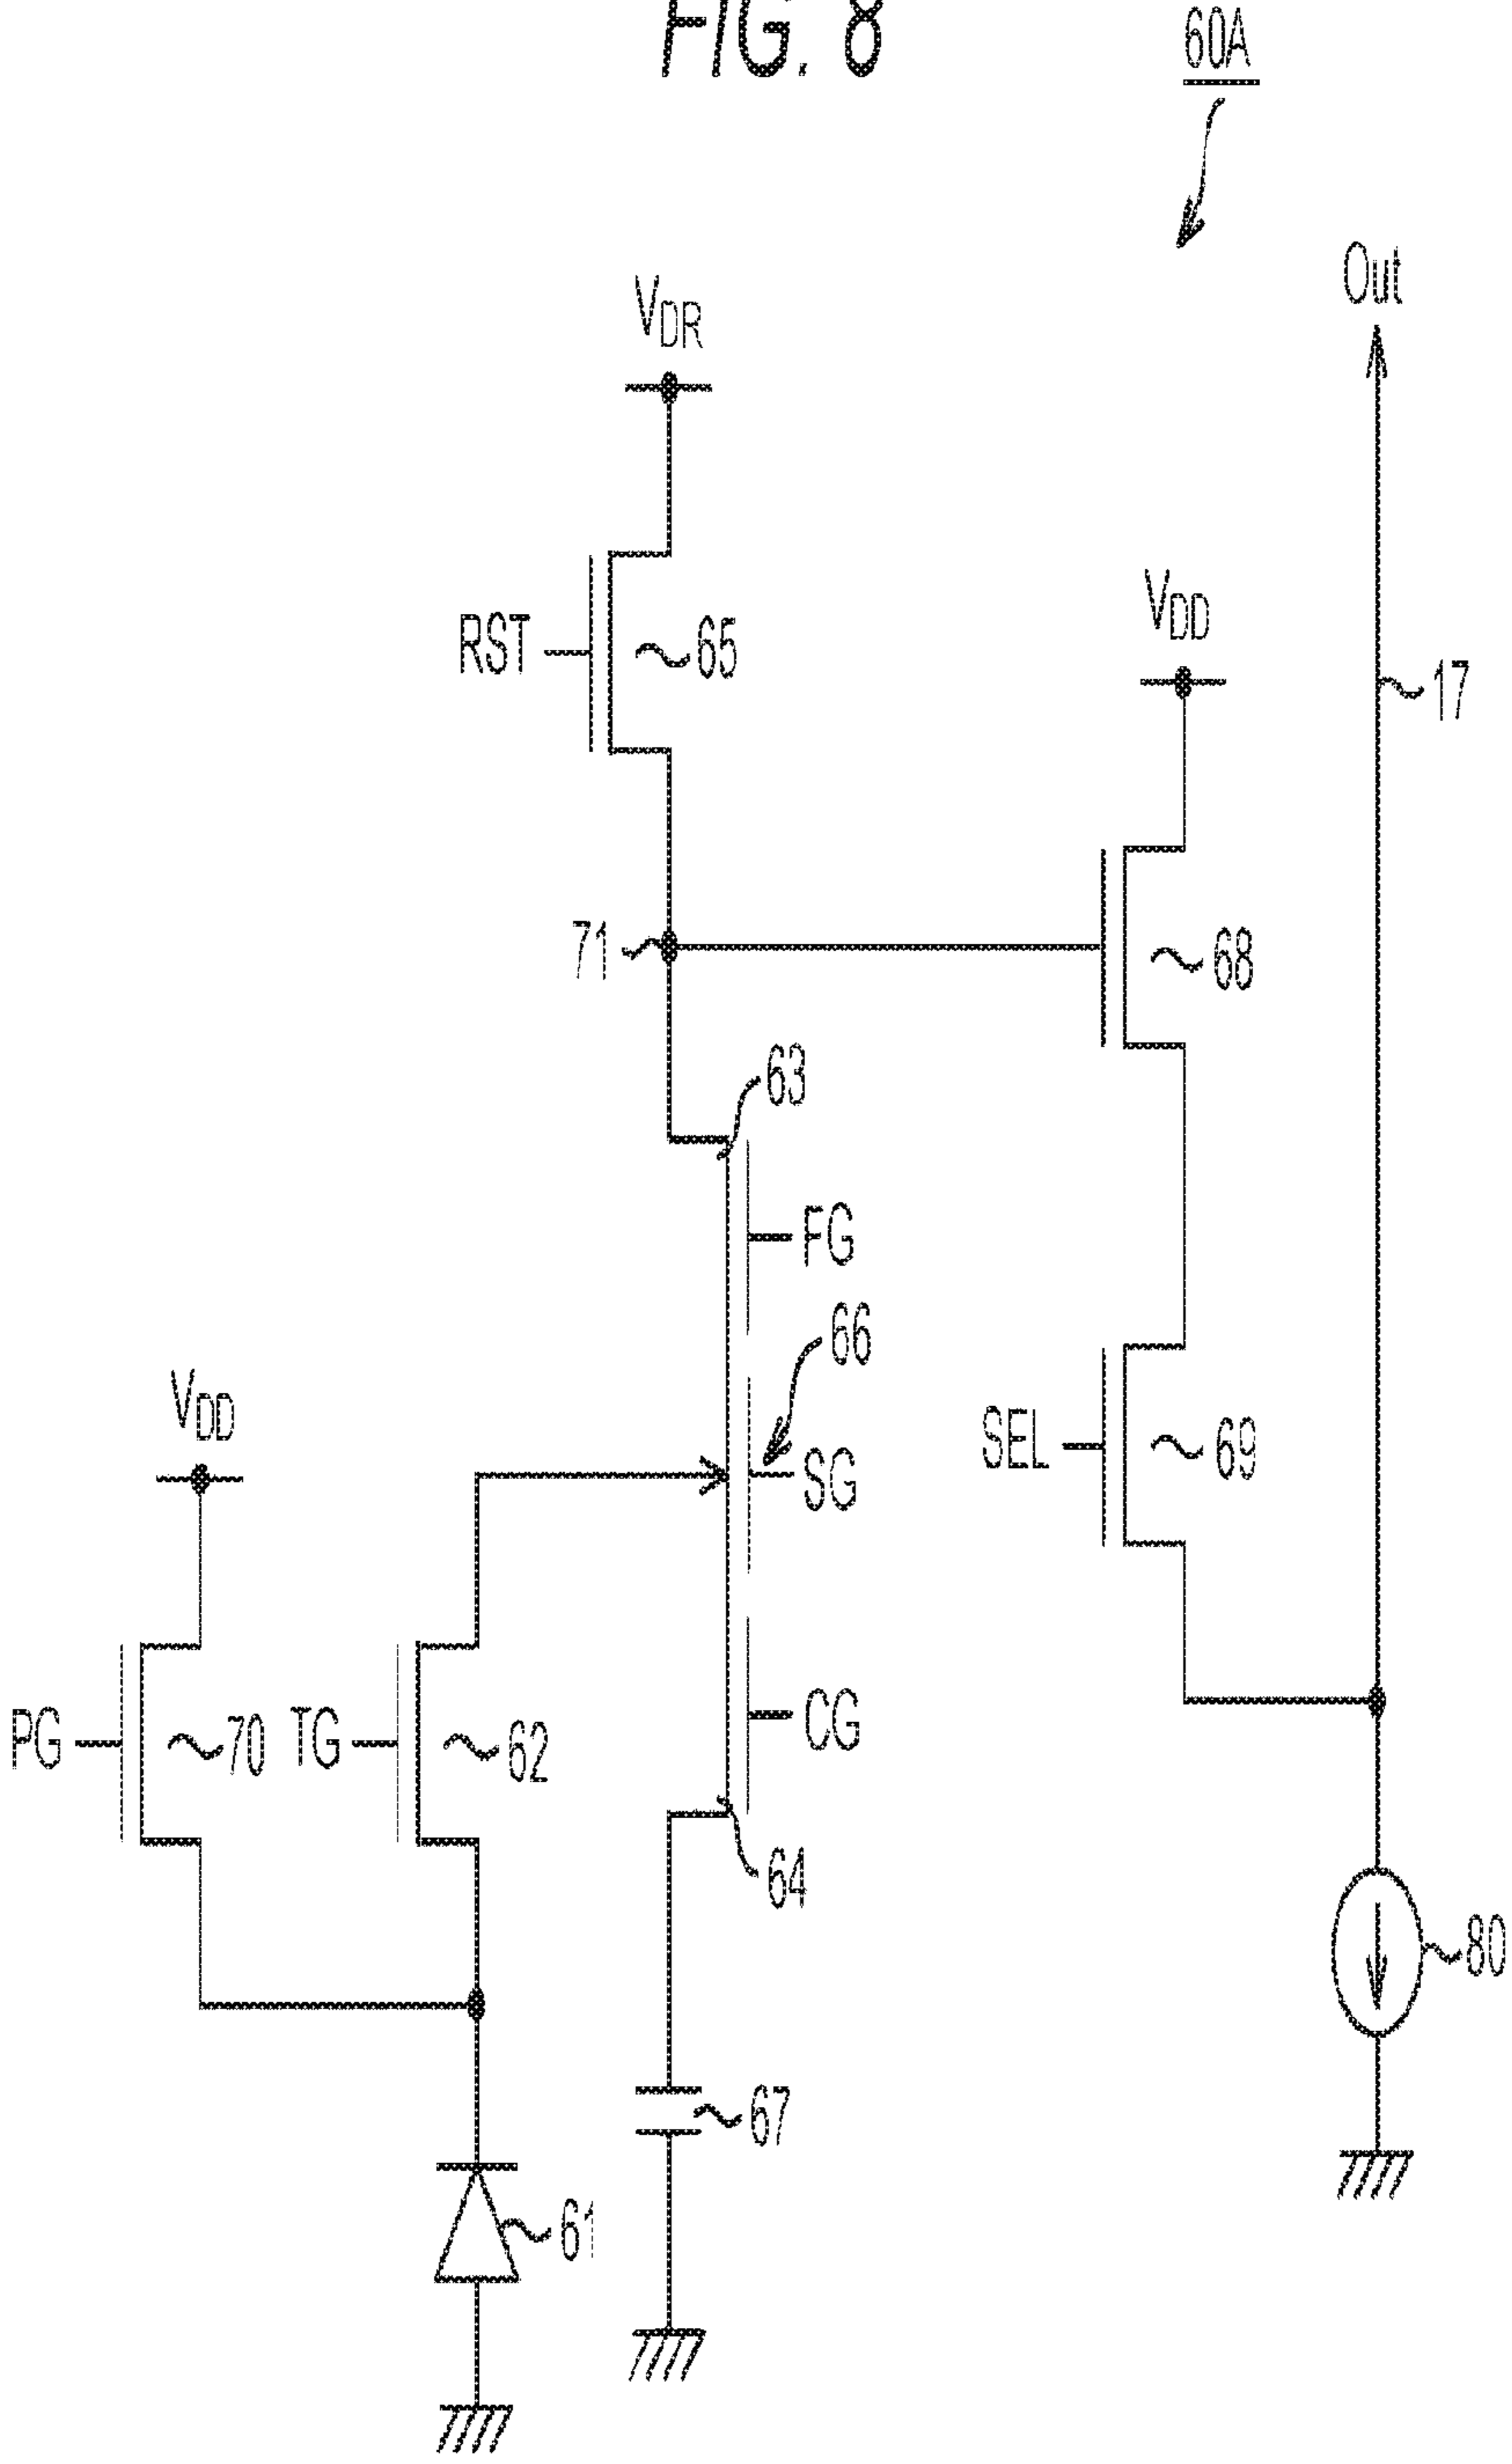 FIG. 8
60A
Out
VDR
RST
65
VDD
17
71
68
63
FG
66
VDD
SEL
69
SG
PG
70
TG
62
CG
64
80
67
61